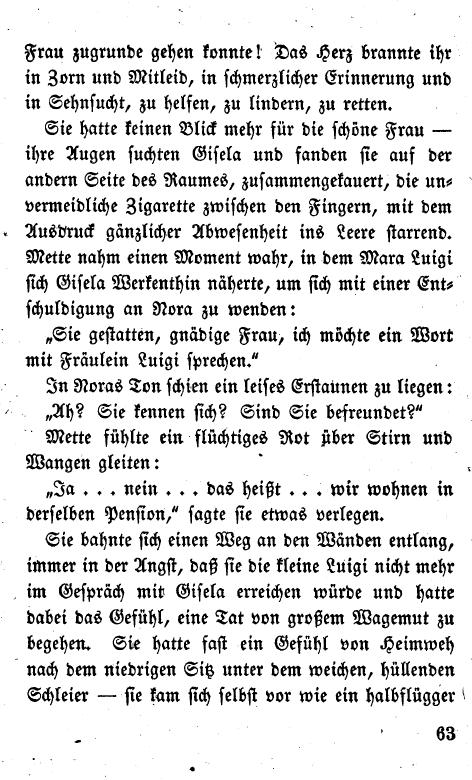 Frau zugrunde gehen konnte! Das Herz brannte ihr
in Zorn und Mitleid, in schmerzlicher Erinnerung und
in Sehnsucht, zu helfen, zu lindern, zu retten.
Sie hatte keinen Blick mehr für die schöne Frau —
ihre Augen suchten Gisela und fanden sie auf der
andern Seite des Raumes, zusammengekauert, die un-
vermeidliche Zigarette zwischen den Fingern, mit dem
Ausdruck gänzlicher Abwesenheit ins Leere starrend.
Mette nahm einen Moment wahr, in dem Mara Luigi
sich Gisela Werkenthin näherte, um sich mit einer Ent-
schuldigung an Nora zu wenden:
„Sie gestatten, gnädige Frau, ich möchte ein Wort
mit Fräulein Luigi sprechen.“
In Noras Ton schien ein leises Erstaunen zu liegen:
„Ah? Sie kennen sich? Sind Sie befreundet?“
Mette fühlte ein flüchtiges Rot über Stirn und
Wangen gleiten:
„Ja . . . nein . . . das heißt . . . wir wohnen in
derselben Pension,“ sagte sie etwas verlegen.
Sie bahnte sich einen Weg an den Wänden entlang,
immer in der Angst, daß sie die kleine Luigi nicht mehr
im Gespräch mit Gisela erreichen würde und hatte
dabei das Gefühl, eine Tat von großem Wagemut zu
begehen. Sie hatte fast ein Gefühl von Heimweh
nach dem niedrigen Sitz unter dem weichen, hüllenden
Schleier — sie kam sich selbst vor wie ein halbflügger
63